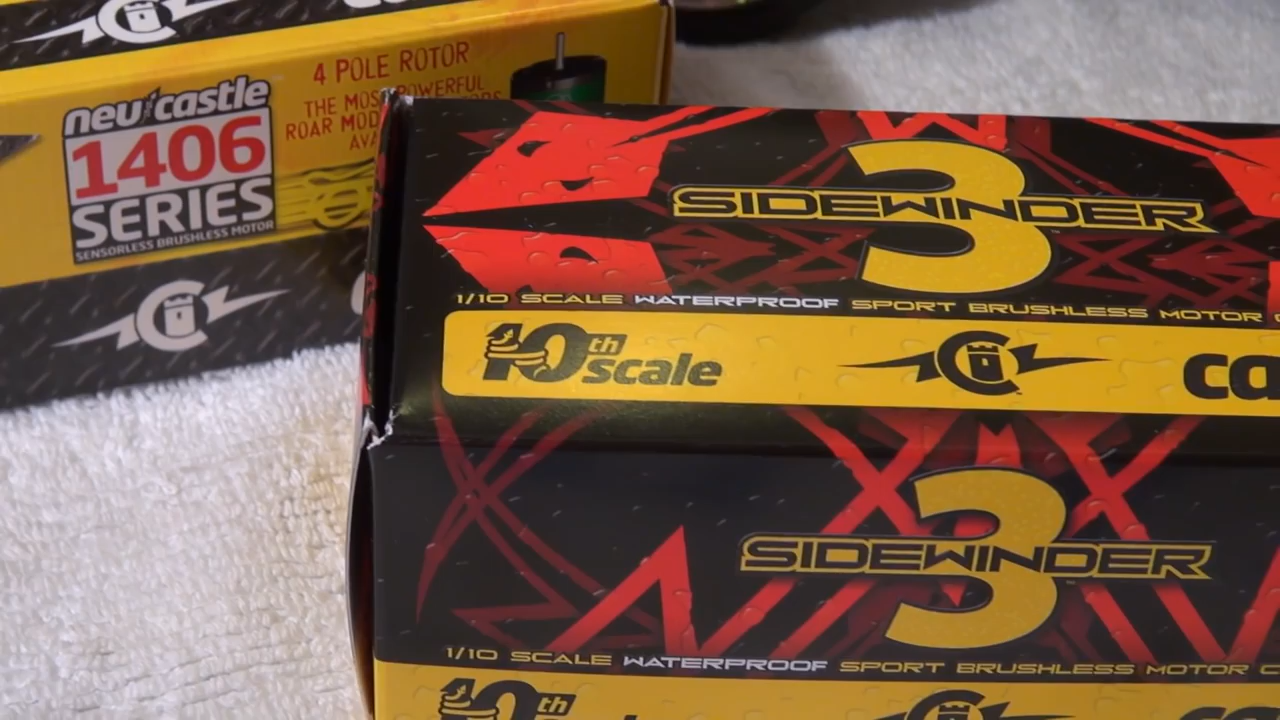 4 POLE ROTOR
THE MOST POWERFUL
ROAR MOD
neu castle
1406
SERIES
SENSORLESS BRUSHLESS MOTOR
SIDEWINDER
3
1/10 SCALE WATERPROOF SPORT BRUSHLESS MOTOR
10th scale
SIDEWINDER
3
1/10 SCALE WATERPROOF SPORT BRUSHLESS MOTOR
10th